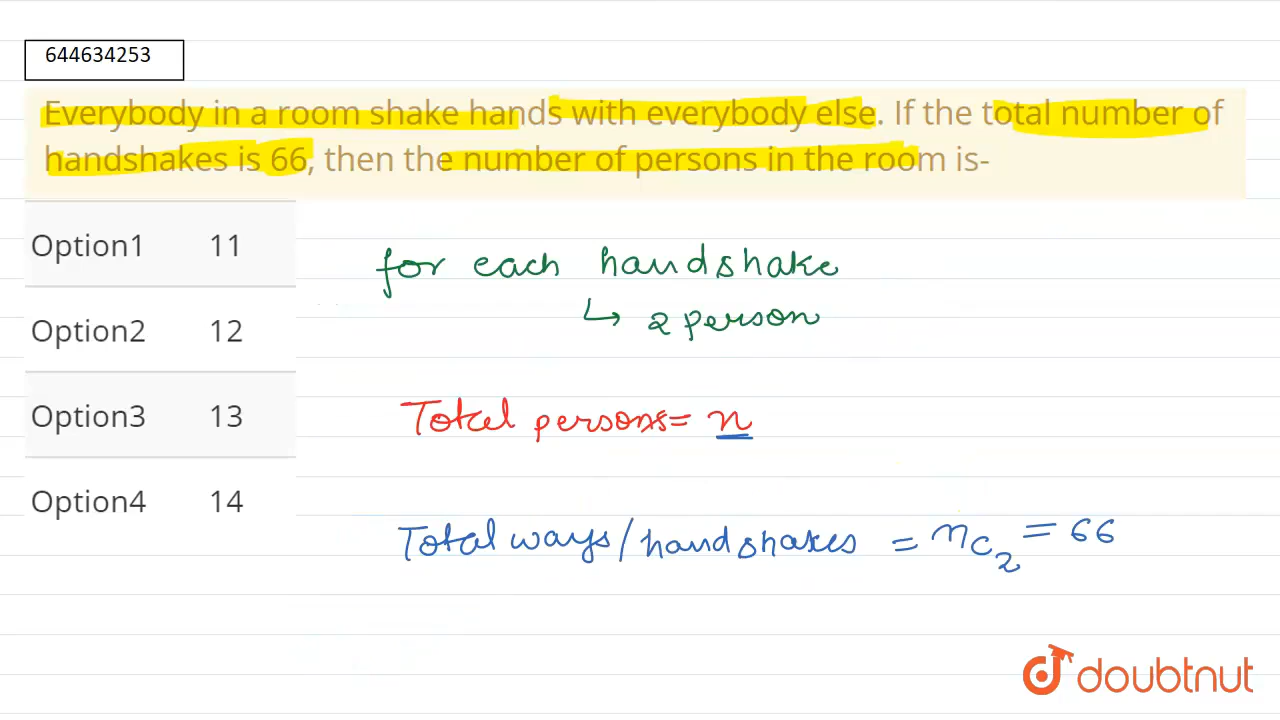 644634253
Everybody in a room shake hands with everybody else. If the total number of
handshakes is 66, then the number of persons in the room is-
Option1 11
Option2 12
Option3 13
Option4 14
for each handshake
↳ 2 person
Total persons = n
Total ways/handshakes = nC₂ = 66
doubtnut